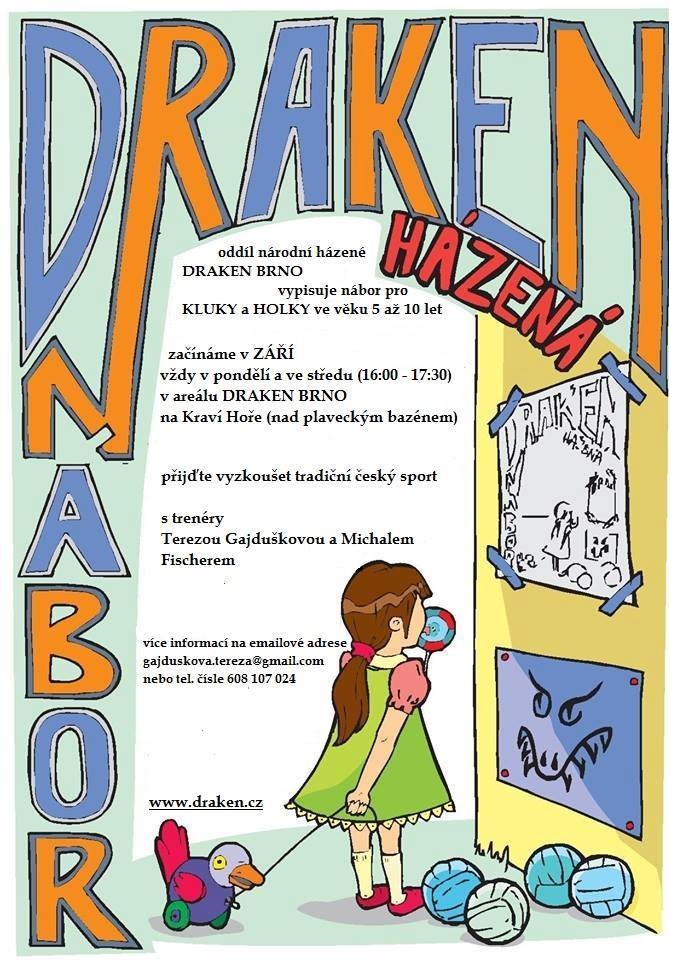 DRAKEN
HÁZENÁ
NABOR
oddíl národní házené
DRAKEN BRNO
vypisuje nábor pro
KLUKY a HOLKY ve věku 5 až 10 let
začínáme v ZÁŘÍ
vždy v pondělí a ve středu (16:00 - 17:30)
v areálu DRAKEN BRNO
na Kraví Hoře (nad plaveckým bazénem)
přijďte vyzkoušet tradiční český sport
s trenéry
Terezou Gajduškovou a Michalem
Fischerem
více informací na emailové adrese
gajduskova.tereza@gmail.com
nebo tel. čísle 608 107 024
www.draken.cz
DRAKEN
HÁZENÁ
NABOR